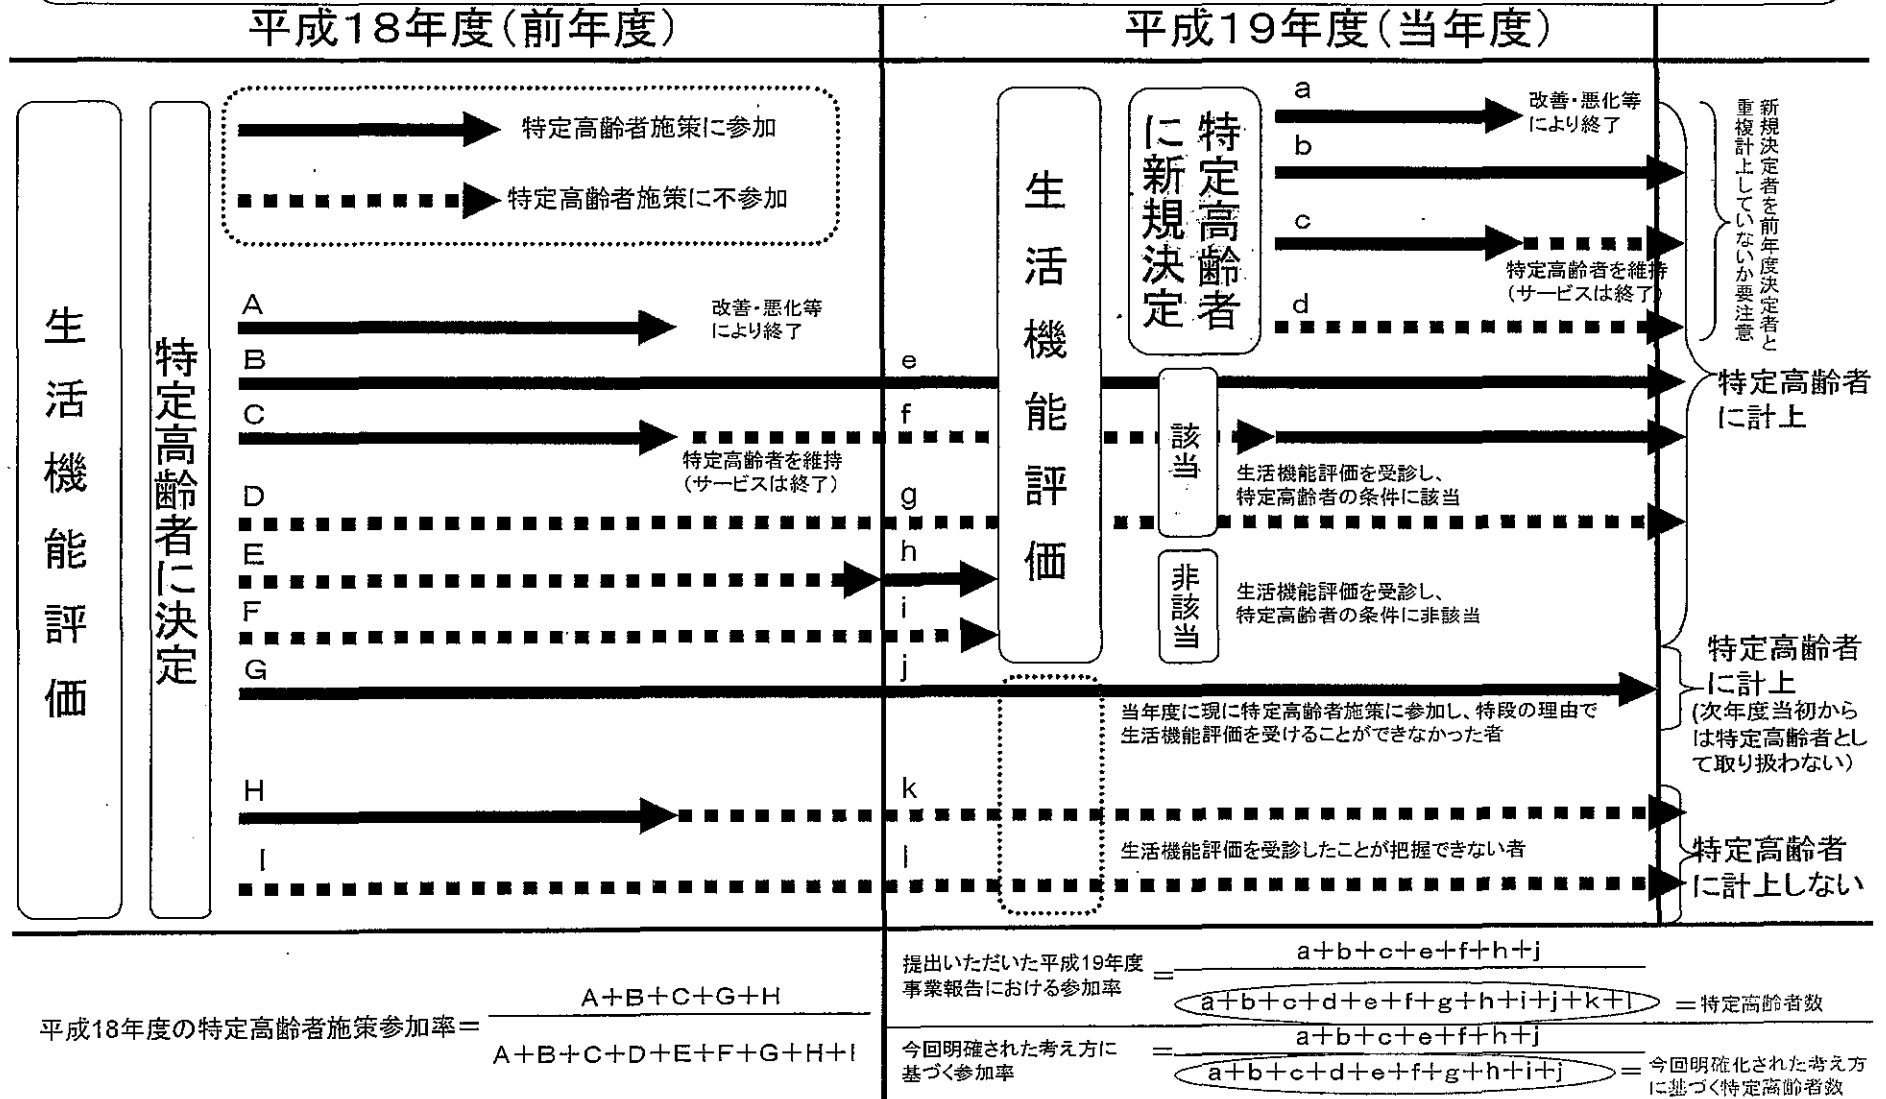 平成18年度(前年度)
平成19年度(当年度)
生活機能評価
特定高齢者に決定
特定高齢者施策に参加
特定高齢者施策に不参加
A
改善・悪化等
により終了
B
C
特定高齢者を維持
(サービスは終了)
D
E
F
G
H
I
生活機能評価
特定高齢者
に新規決定
a
改善・悪化等
により終了
b
c
特定高齢者を維持
(サービスは終了)
d
e
f
該当
生活機能評価を受診し、
特定高齢者の条件に該当
g
h
非該当
生活機能評価を受診し、
特定高齢者の条件に非該当
i
j
当年度に現に特定高齢者施策に参加し、特段の理由で
生活機能評価を受けることができなかった者
k
生活機能評価を受診したことが把握できない者
l
新規決定者を前年度決定者と
重複計上していないか要注意
特定高齢者
に計上
特定高齢者
に計上
(次年度当初から
は特定高齢者とし
て取り扱わない)
特定高齢者
に計上しない
平成18年度の特定高齢者施策参加率=
A+B+C+G+H
A+B+C+D+E+F+G+H+I
提出いただいた平成19年度
事業報告における参加率
=
a+b+c+e+f+h+j
a+b+c+d+e+f+g+h+i+j+k+l
=特定高齢者数
今回明確された考え方に
基づく参加率
=
a+b+c+e+f+h+j
a+b+c+d+e+f+g+h+i+j
=今回明確化された考え方
に基づく特定高齢者数